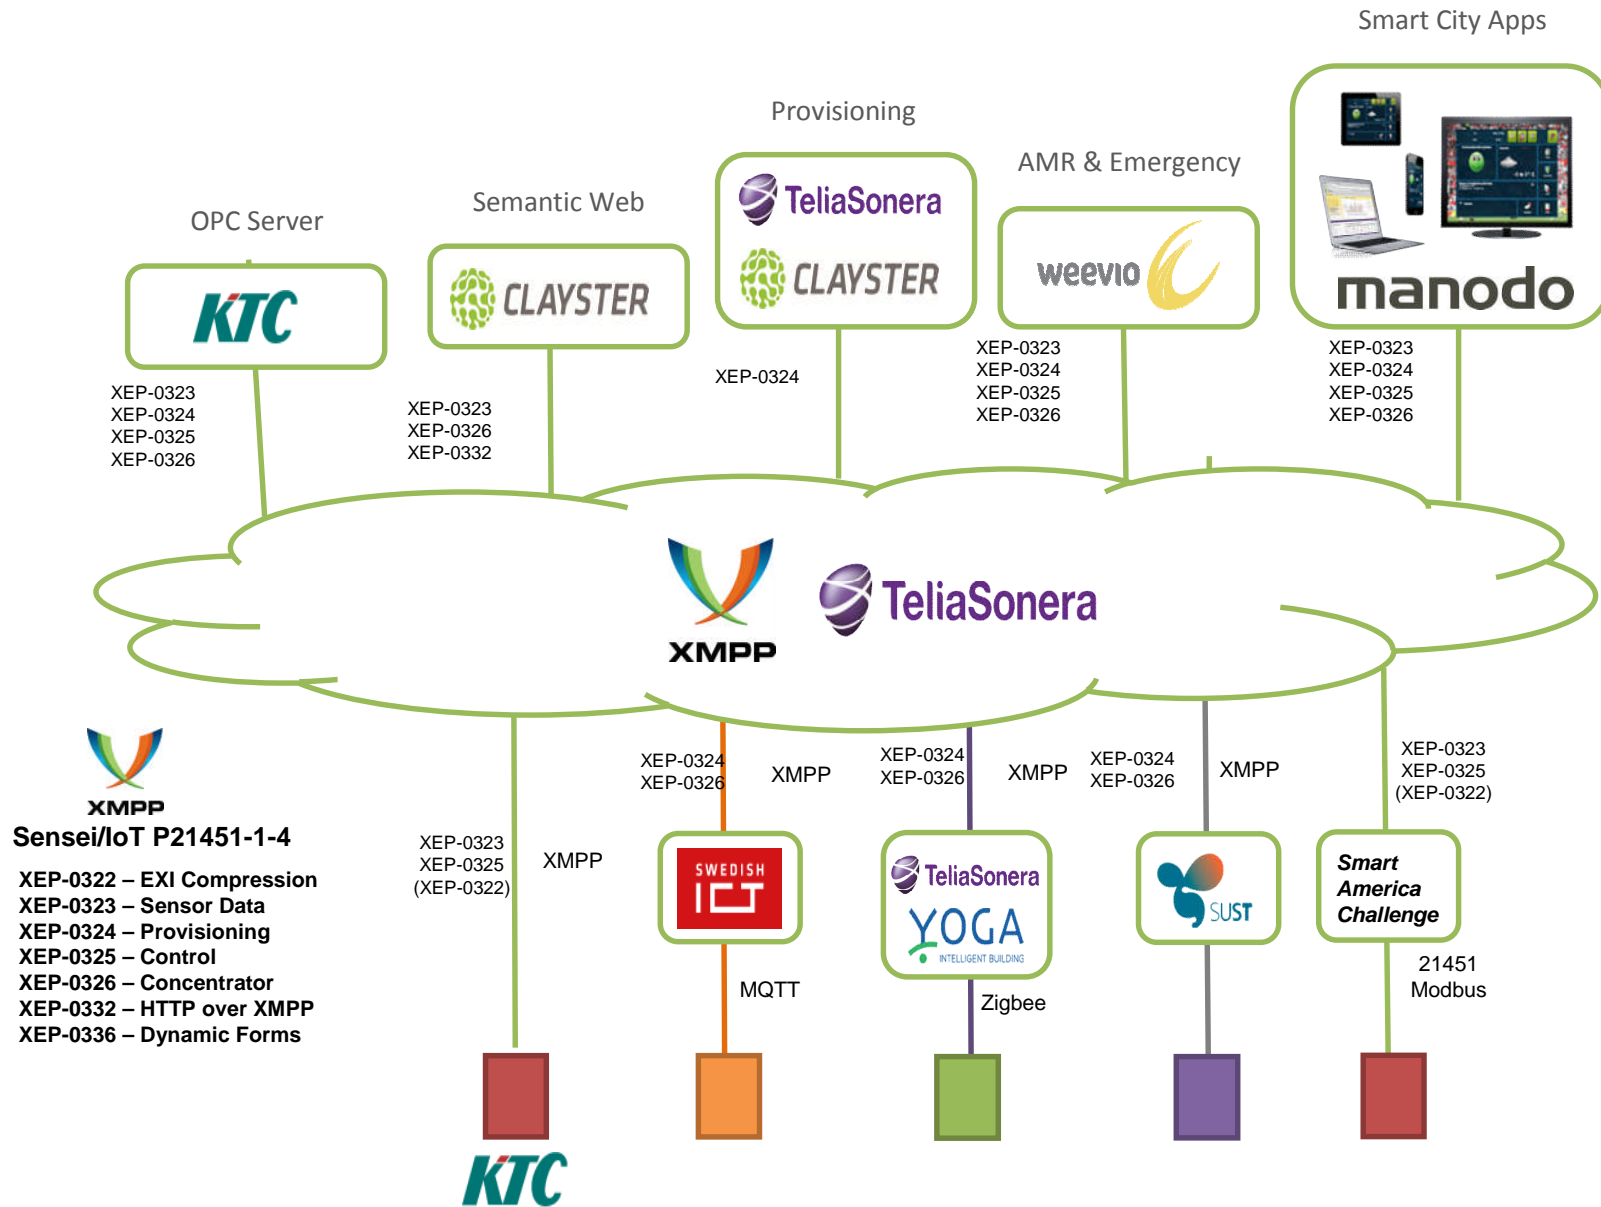 Smart City Apps
Provisioning
AMR & Emergency
Semantic Web
OPC Server
TeliaSonera
CLAYSTER
weevio
manodo
CLAYSTER
KTC
XEP-0323
XEP-0324
XEP-0325
XEP-0326
XEP-0323
XEP-0326
XEP-0332
XEP-0324
XEP-0323
XEP-0324
XEP-0325
XEP-0326
XEP-0323
XEP-0324
XEP-0325
XEP-0326
XMPP
TeliaSonera
XMPP
Sensei/IoT P21451-1-4
XEP-0322 – EXI Compression
XEP-0323 – Sensor Data
XEP-0324 – Provisioning
XEP-0325 – Control
XEP-0326 – Concentrator
XEP-0332 – HTTP over XMPP
XEP-0336 – Dynamic Forms
XEP-0323
XEP-0325
(XEP-0322)
XMPP
XEP-0324
XEP-0326
XMPP
XEP-0324
XEP-0326
XMPP
XEP-0324
XEP-0326
XMPP
XEP-0323
XEP-0325
(XEP-0322)
SWEDISH
ICT
TeliaSonera
YOGA
INTELLIGENT BUILDING
SUST
Smart
America
Challenge
MQTT
Zigbee
21451
Modbus
KTC